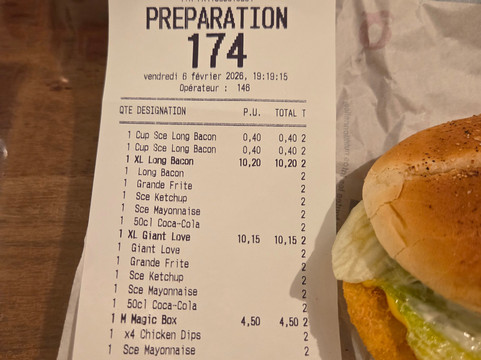 PREPARATION
174
vendredi 6 février 2026, 19:19:15
Opérateur : 146
QTE DESIGNATION P.U. TOTAL T
1 Cup Sce Long Bacon 0,40 0,40 2
1 Cup Sce Long Bacon 0,40 0,40 2
1 XL Long Bacon 10,20 10,20 2
1 Long Bacon 2
1 Grande Frite 2
1 Sce Ketchup 2
1 Sce Mayonnaise 2
1 50cl Coca-Cola 2
1 XL Giant Love 10,15 10,15 2
1 Giant Love 2
1 Grande Frite 2
1 Sce Ketchup 2
1 Sce Mayonnaise 2
1 50cl Coca-Cola 2
1 M Magic Box 4,50 4,50 2
1 x4 Chicken Dips 2
1 Sce Mayonnaise 2